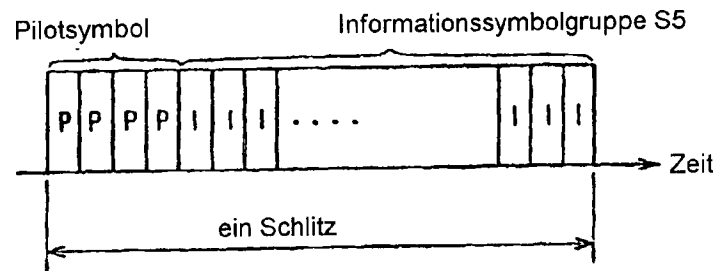 Pilotsymbol Informationssymbolgruppe S5
P P P P I I I .... I I I
Zeit
ein Schlitz